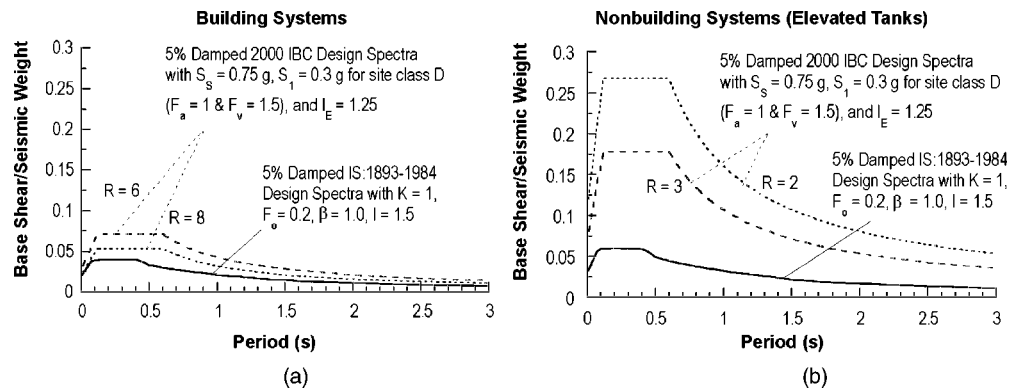 Building Systems
5% Damped 2000 IBC Design Spectra
with S_S = 0.75 g, S_1 = 0.3 g for site class D
(F_a = 1 & F_v = 1.5), and I_E = 1.25
5% Damped IS:1893-1984
Design Spectra with K = 1,
F_o = 0.2, β = 1.0, I = 1.5
R = 6
R = 8
Base Shear/Seismic Weight
0.3
0.25
0.2
0.15
0.1
0.05
0
0 0.5 1 1.5 2 2.5 3
Period (s)
(a)
Nonbuilding Systems (Elevated Tanks)
5% Damped 2000 IBC Design Spectra
with S_S = 0.75 g, S_1 = 0.3 g for site class D
(F_a = 1 & F_v = 1.5), and I_E = 1.25
5% Damped IS:1893-1984
Design Spectra with K = 1,
F_o = 0.2, β = 1.0, I = 1.5
R = 3
R = 2
Base Shear/Seismic Weight
0.3
0.25
0.2
0.15
0.1
0.05
0
0 0.5 1 1.5 2 2.5 3
Period (s)
(b)